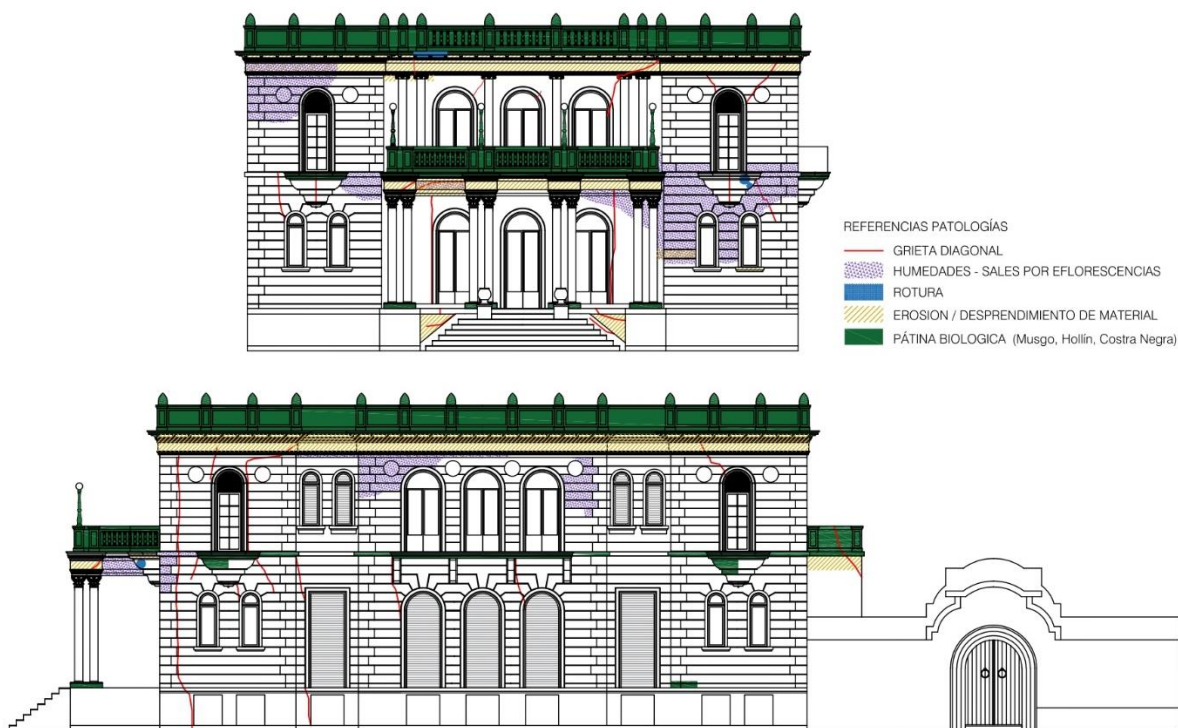 REFERENCIAS PATOLOGÍAS
GRIETA DIAGONAL
HUMEDADES - SALES POR EFLORESCENCIAS
ROTURA
EROSION / DESPRENDIMIENTO DE MATERIAL
PÁTINA BIOLOGICA (Musgo, Hollín, Costra Negra)